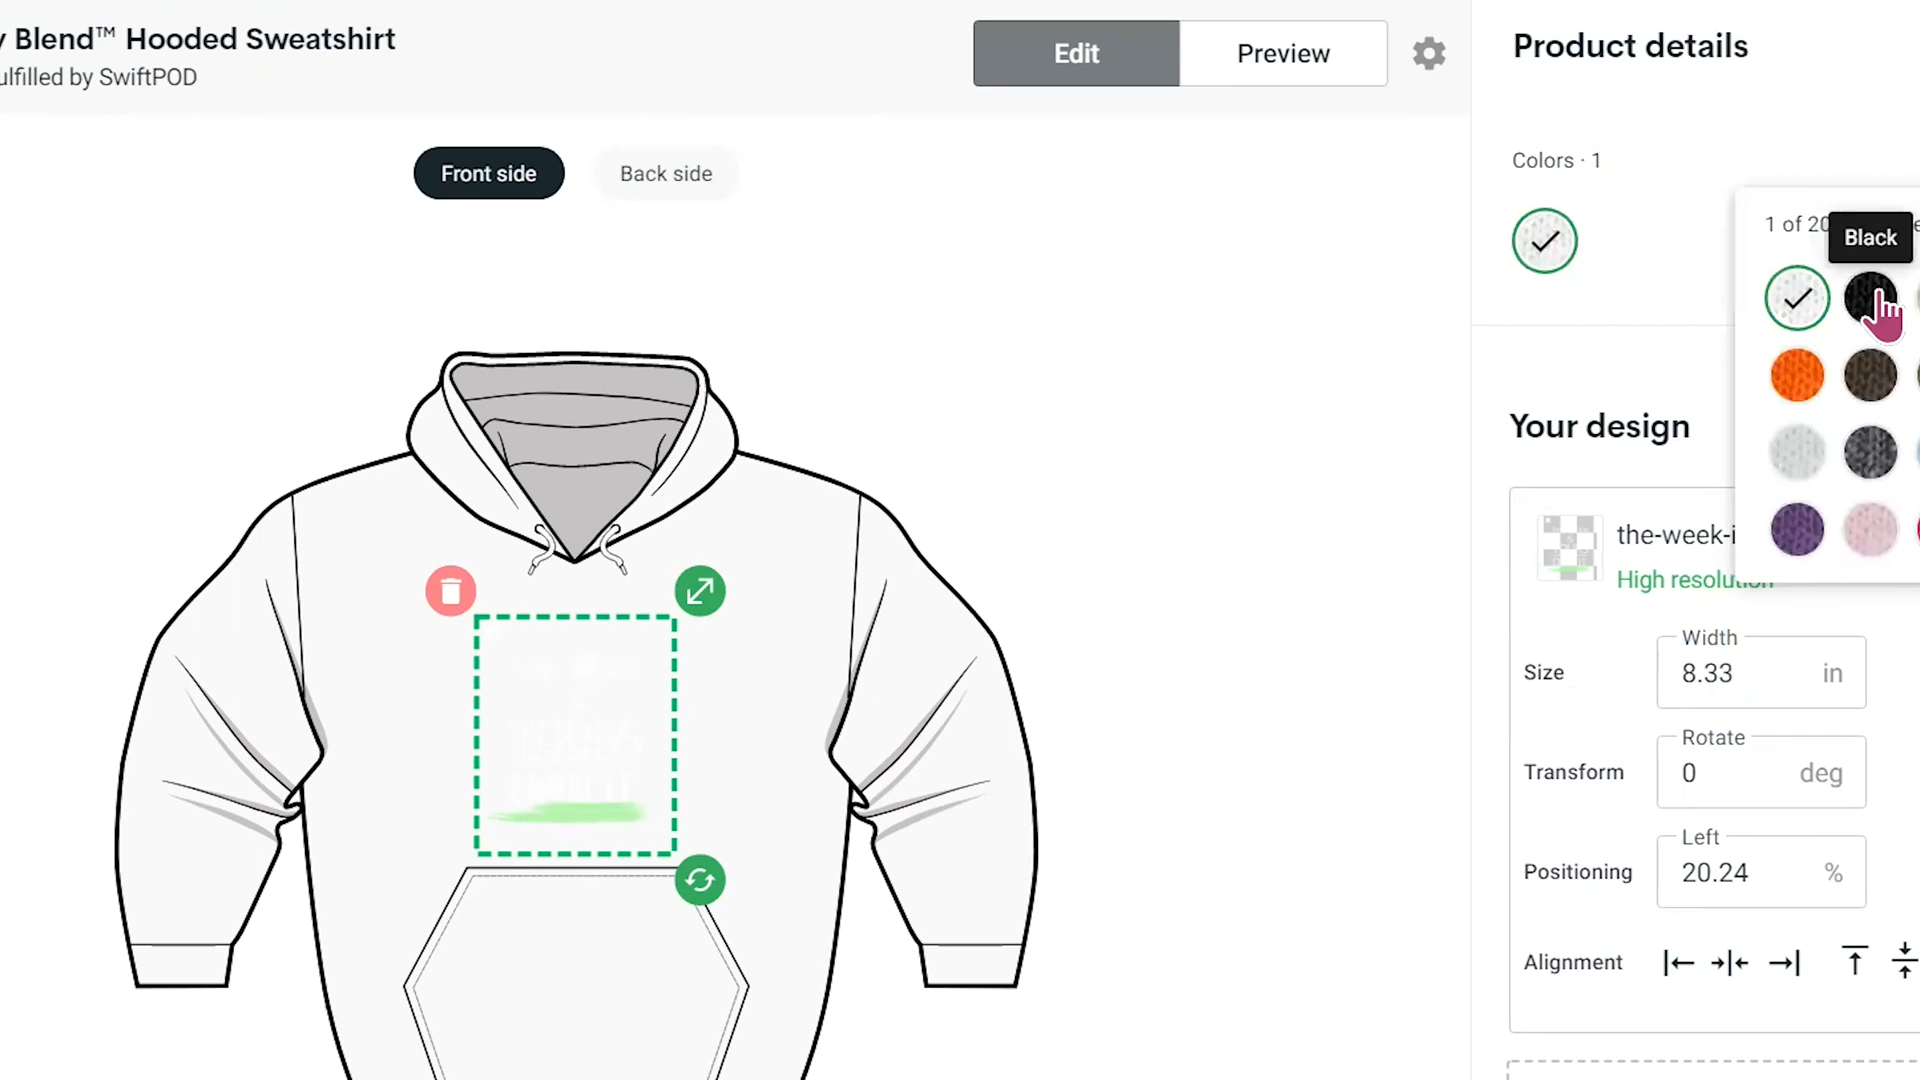 y Blend™ Hooded Sweatshirt
ulfilled by SwiftPOD
Edit
Preview
Product details
Front side
Back side
Colors · 1
1 of 20
Black
Your design
the-week-i
High resolution
Size
Width
8.33
in
Transform
Rotate
0
deg
Positioning
Left
20.24
%
Alignment